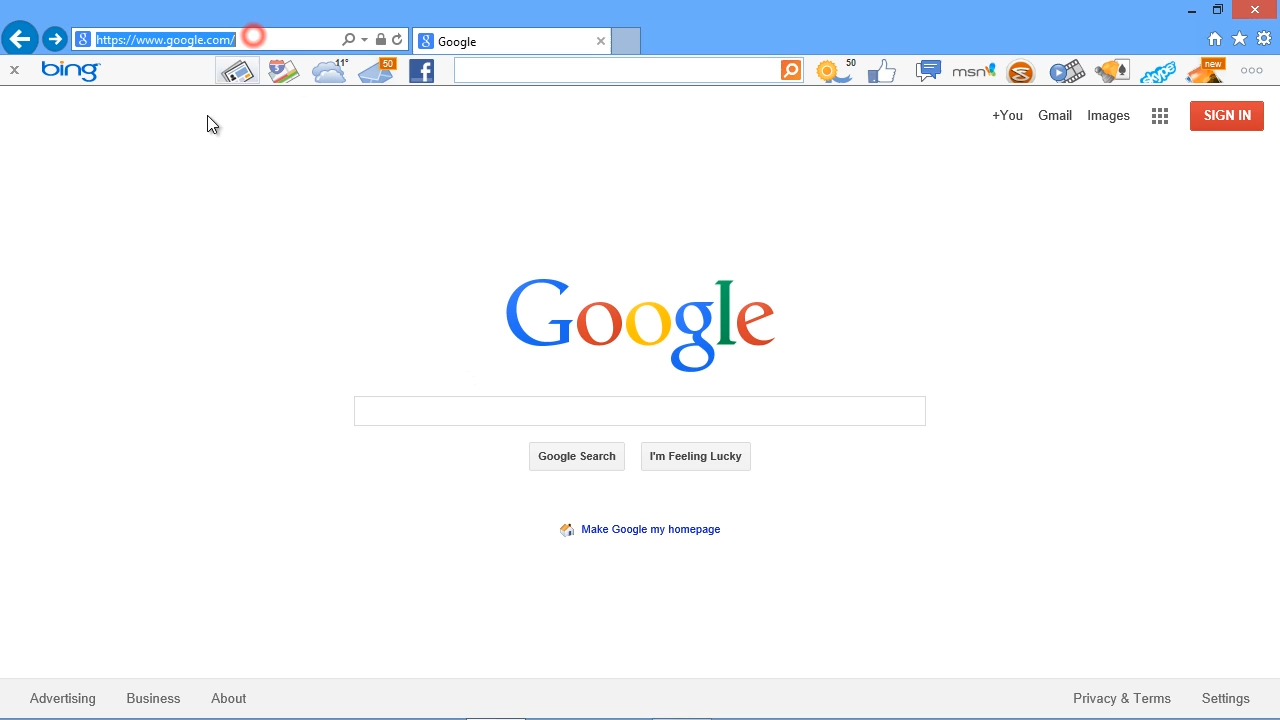 https://www.google.com/
Google
bing
11°
50
50
msn
skype
new
+You
Gmail
Images
SIGN IN
Google
Google Search
I'm Feeling Lucky
Make Google my homepage
Advertising
Business
About
Privacy & Terms
Settings